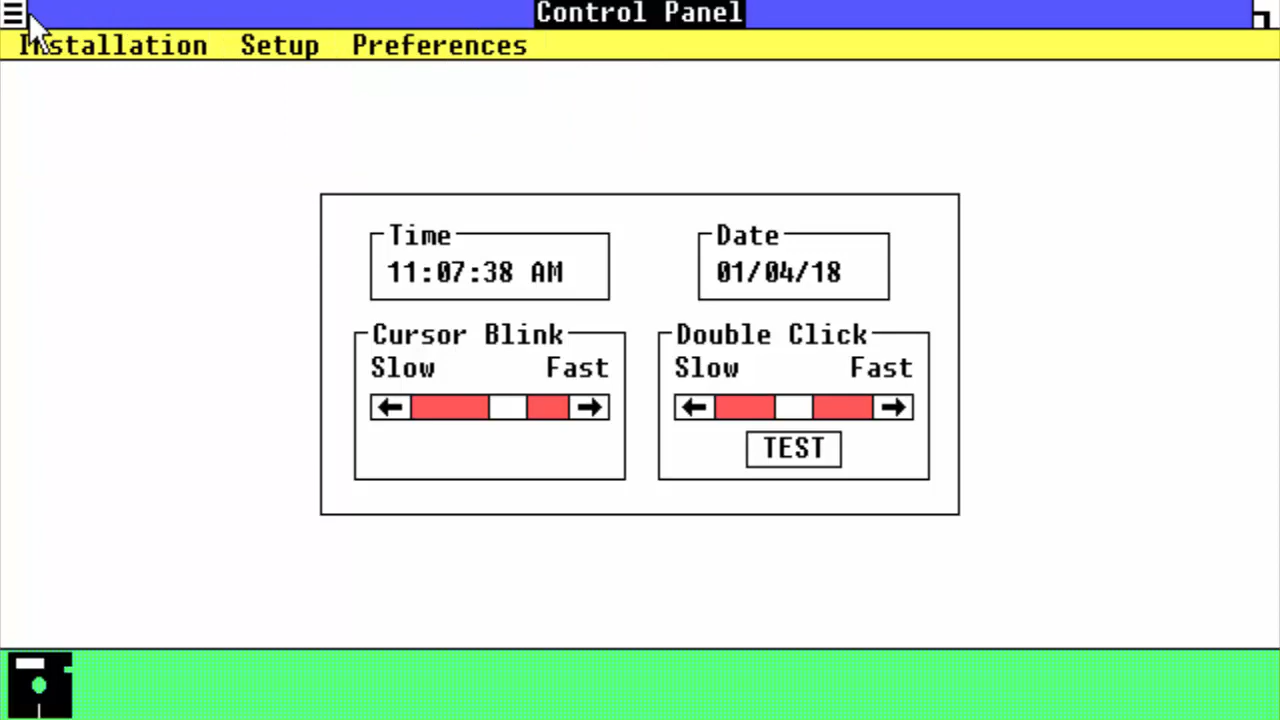 Control Panel
Installation Setup Preferences
Time
11:07:38 AM
Date
01/04/18
Cursor Blink
Slow Fast
Double Click
Slow Fast
TEST